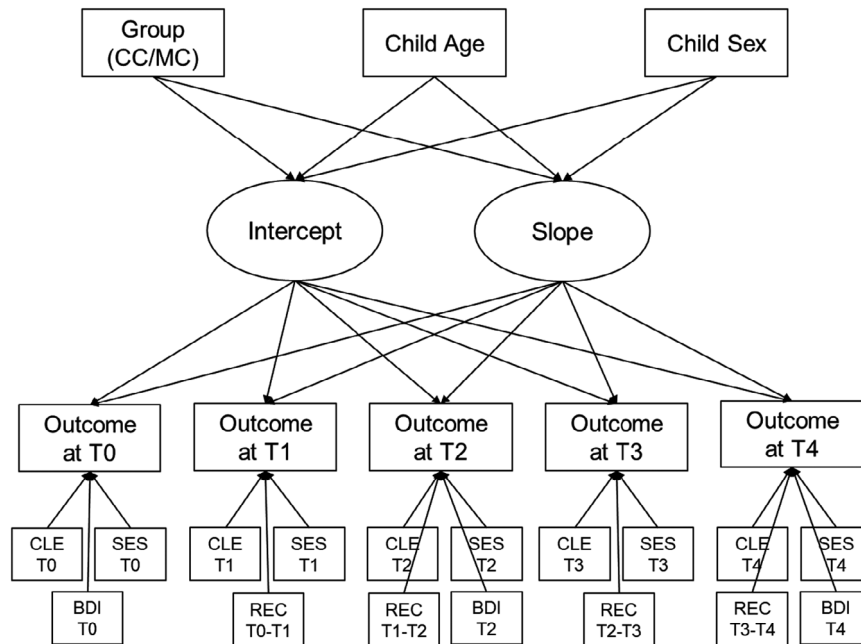 Group
(CC/MC)
Child Age
Child Sex
Intercept
Slope
Outcome
at T0
Outcome
at T1
Outcome
at T2
Outcome
at T3
Outcome
at T4
CLE
T0
SES
T0
CLE
T1
SES
T1
CLE
T2
SES
T2
CLE
T3
SES
T3
CLE
T4
SES
T4
BDI
T0
REC
T0-T1
REC
T1-T2
BDI
T2
REC
T2-T3
REC
T3-T4
BDI
T4